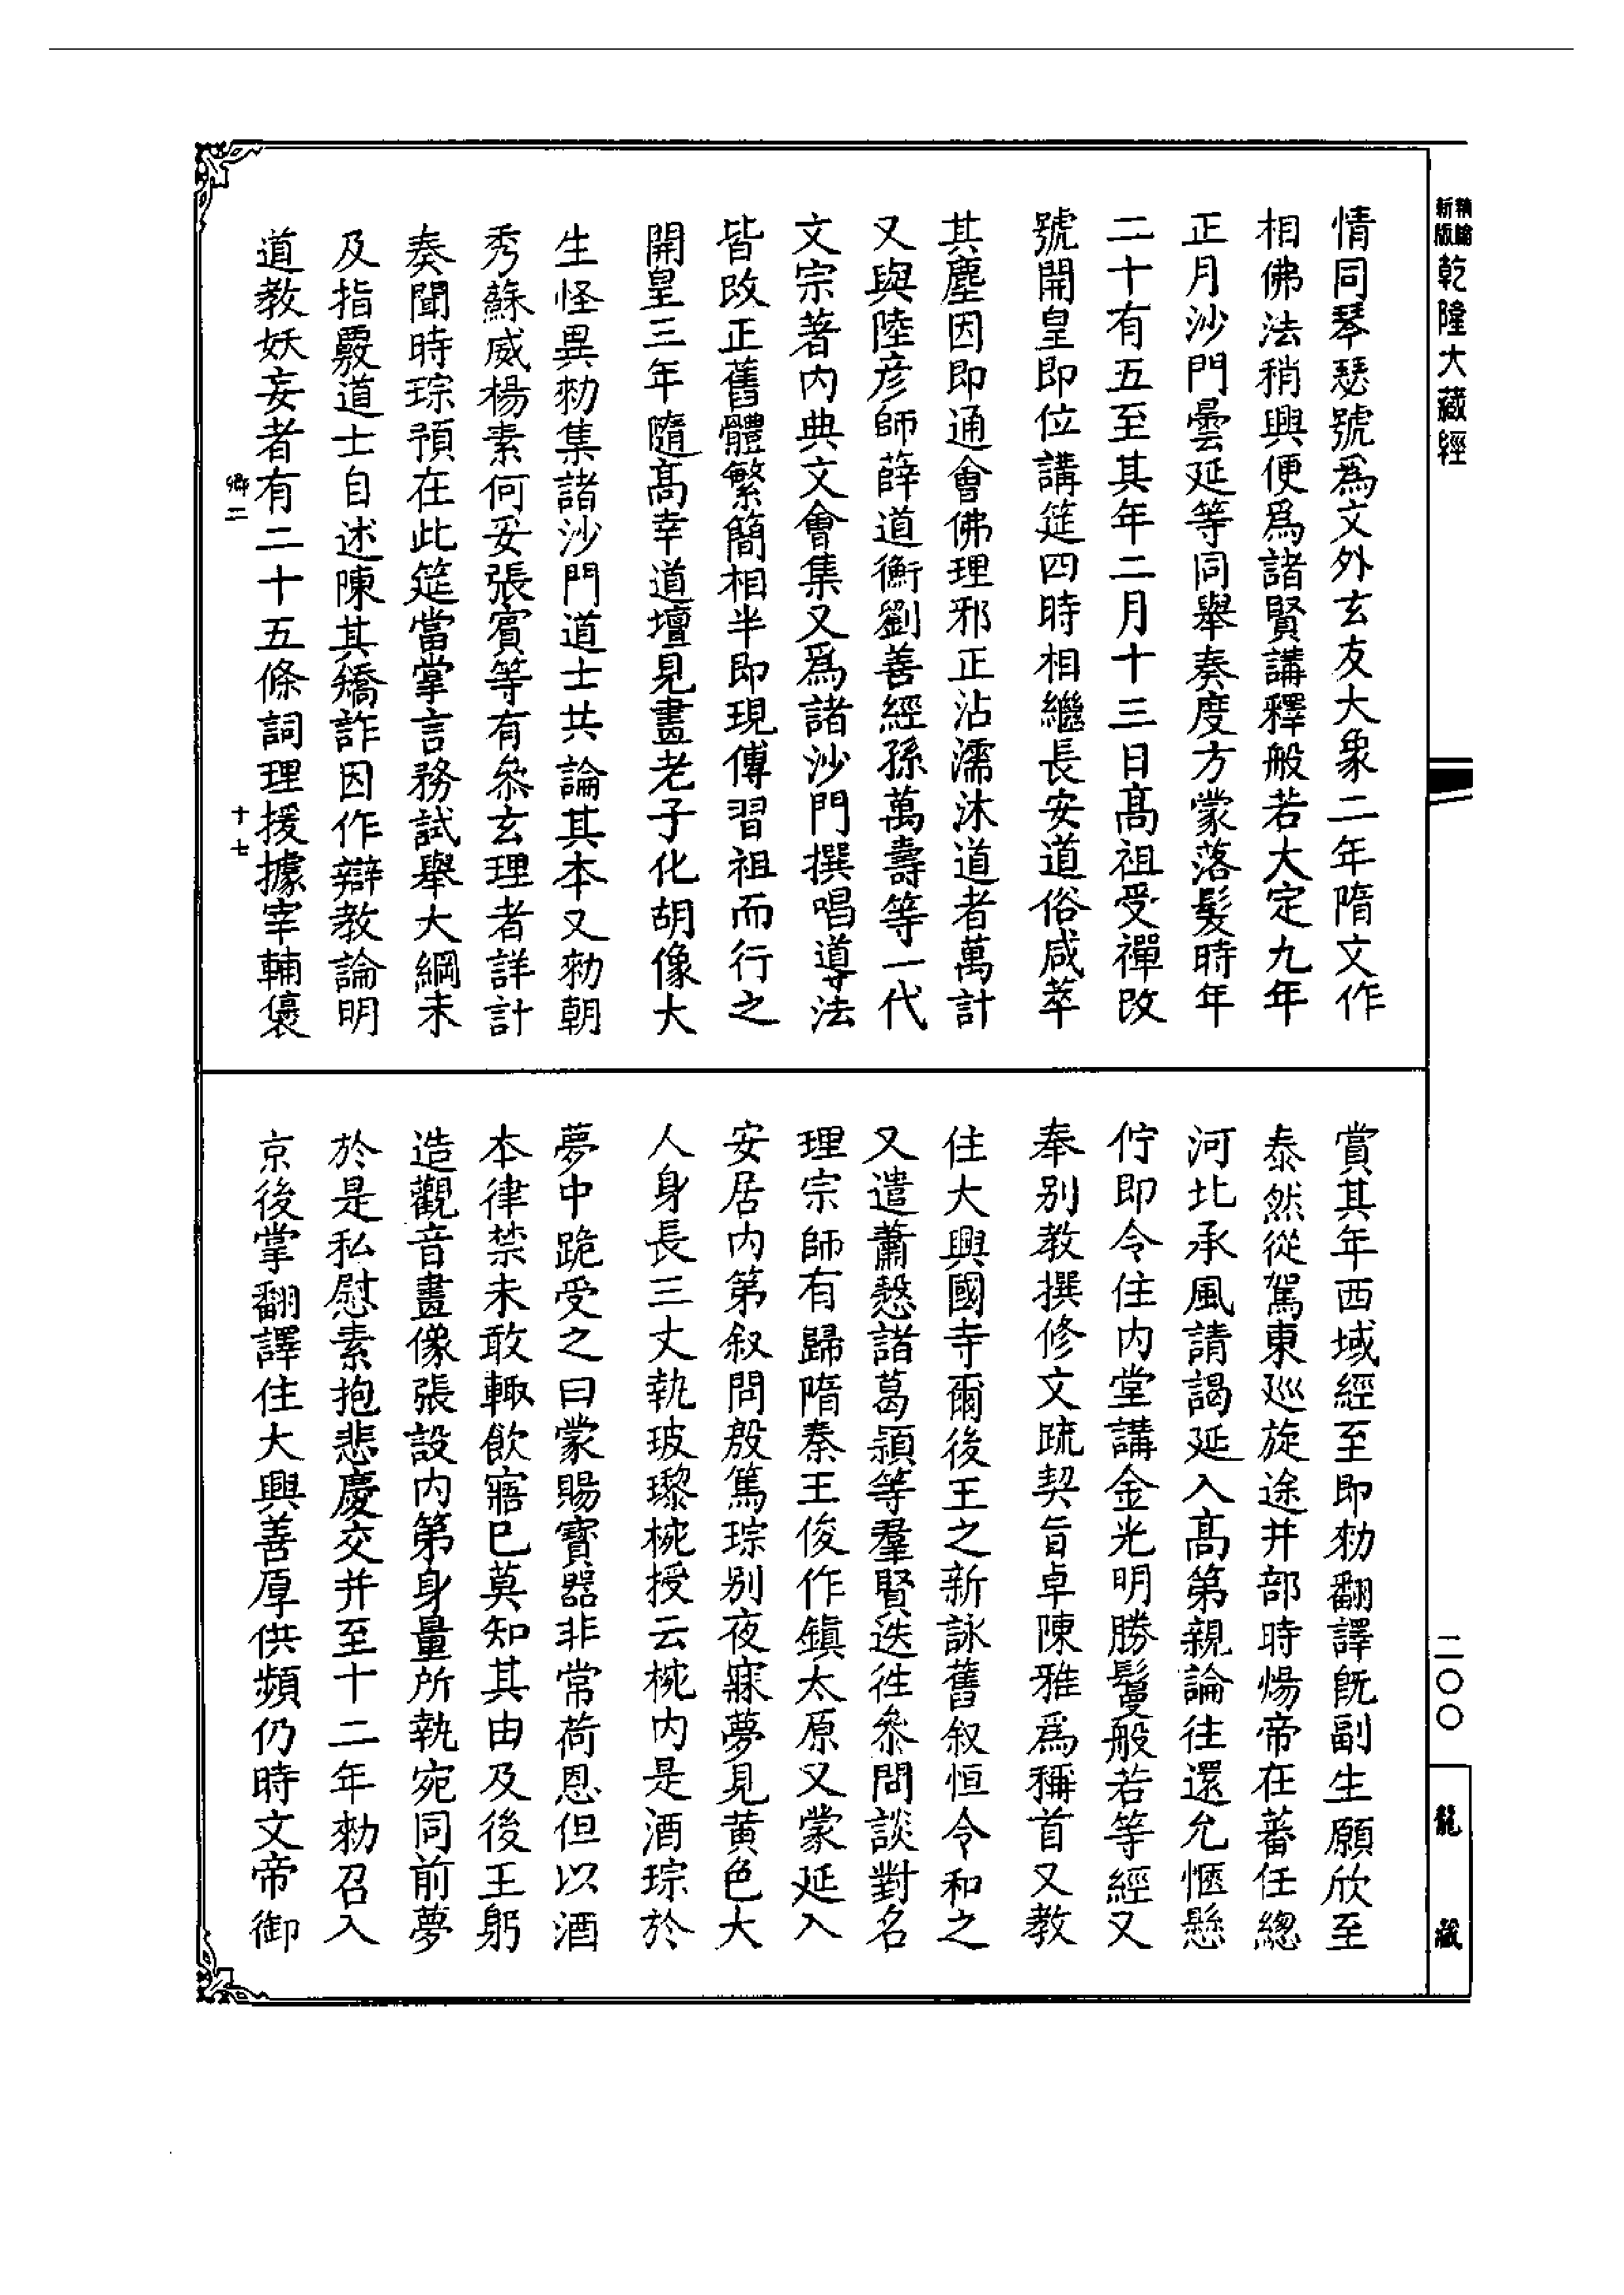 新版精編
乾隆大藏經
情同琴瑟號爲文外玄友大象二年隋文作
相佛法稍興便爲諸賢講釋般若大定九年
正月沙門曇延等同舉奏度方蒙落髮時年
二十有五至其年二月十三日髙祖受禪改
號開皇即位講筵四時相繼長安道俗咸萃
其塵因即通會佛理邪正沾濡沐道者萬計
又與陸彦師薛道衡劉善經孫萬壽等一代
文宗著内典文會集又爲諸沙門撰唱導法
皆改正舊體繁簡相半即現傳習祖而行之
開皇三年隨髙幸道壇見畫老子化胡像大
生怪異勑集諸沙門道士共論其本又勑朝
秀蘇威楊素何妥張賓等有叅玄理者詳計
奏聞時琮預在此筵當掌言務試舉大綱未
及指覈道士自述陳其矯詐因作辯教論明
道教妖妄者有二十五條詞理援據宰輔褒
鄉二
十七
賞其年西域經至即勑翻譯旣副生願欣至
泰然從駕東廵旋途并部時煬帝在蕃任總
河北承風請謁延入髙第親論往還允愜懸
佇即令住内堂講金光明勝鬘般若等經又
奉别教撰修文疏契旨卓陳雅爲稱首又教
住大興國寺爾後王之新詠舊叙恒令和之
又遣蕭慤諸葛頴等羣賢迭徃叅問談對名
理宗師有歸隋秦王俊作鎮太原又蒙延入
安居内第叙問殷篤琮别夜寐夢見黄色大
人身長三丈執玻瓈椀授云椀内是酒琮於
夢中跪受之曰蒙賜寶器非常荷恩但以酒
本律禁未敢輙飲寤已莫知其由及後王躬
造觀音畫像張設内第身量所執宛同前夢
於是私慰素抱悲慶交并至十二年勑召入
京後掌翻譯住大興善厚供頻仍時文帝御
二〇〇
龍藏